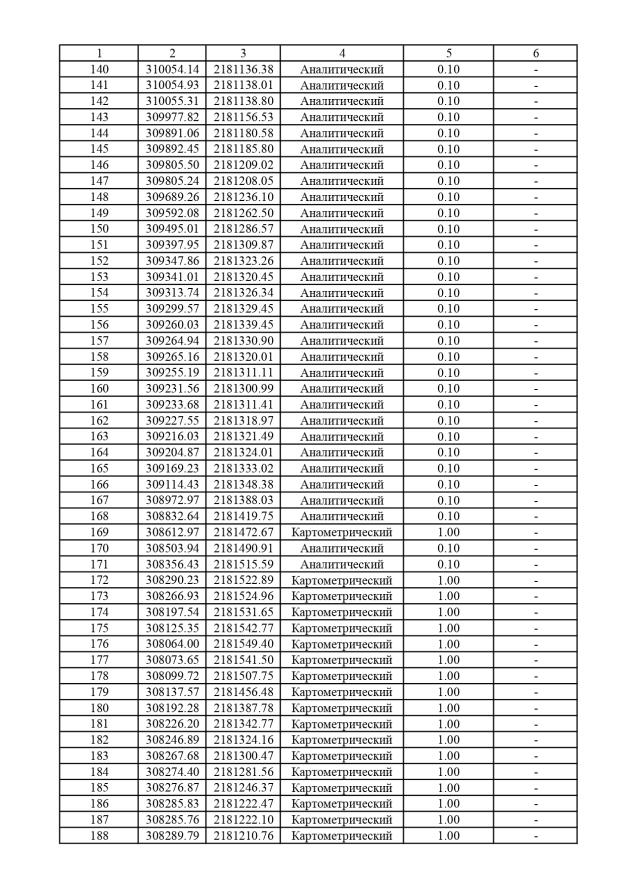 1 2 3 4 5 6
140 310054.14 2181136.38 Аналитический 0.10 -
141 310054.93 2181138.01 Аналитический 0.10 -
142 310055.31 2181138.80 Аналитический 0.10 -
143 309977.82 2181156.53 Аналитический 0.10 -
144 309891.06 2181180.58 Аналитический 0.10 -
145 309892.45 2181185.80 Аналитический 0.10 -
146 309805.50 2181209.02 Аналитический 0.10 -
147 309805.24 2181208.05 Аналитический 0.10 -
148 309689.26 2181236.10 Аналитический 0.10 -
149 309592.08 2181262.50 Аналитический 0.10 -
150 309495.01 2181286.57 Аналитический 0.10 -
151 309397.95 2181309.87 Аналитический 0.10 -
152 309347.86 2181323.26 Аналитический 0.10 -
153 309341.01 2181320.45 Аналитический 0.10 -
154 309313.74 2181326.34 Аналитический 0.10 -
155 309299.57 2181329.45 Аналитический 0.10 -
156 309260.03 2181339.45 Аналитический 0.10 -
157 309264.94 2181330.90 Аналитический 0.10 -
158 309265.16 2181320.01 Аналитический 0.10 -
159 309255.19 2181311.11 Аналитический 0.10 -
160 309231.56 2181300.99 Аналитический 0.10 -
161 309233.68 2181311.41 Аналитический 0.10 -
162 309227.55 2181318.97 Аналитический 0.10 -
163 309216.03 2181321.49 Аналитический 0.10 -
164 309204.87 2181324.01 Аналитический 0.10 -
165 309169.23 2181333.02 Аналитический 0.10 -
166 309114.43 2181348.38 Аналитический 0.10 -
167 308972.97 2181388.03 Аналитический 0.10 -
168 308832.64 2181419.75 Аналитический 0.10 -
169 308612.97 2181472.67 Картометрический 1.00 -
170 308503.94 2181490.91 Аналитический 0.10 -
171 308356.43 2181515.59 Аналитический 0.10 -
172 308290.23 2181522.89 Картометрический 1.00 -
173 308266.93 2181524.96 Картометрический 1.00 -
174 308197.54 2181531.65 Картометрический 1.00 -
175 308125.35 2181542.77 Картометрический 1.00 -
176 308064.00 2181549.40 Картометрический 1.00 -
177 308073.65 2181541.50 Картометрический 1.00 -
178 308099.72 2181507.75 Картометрический 1.00 -
179 308137.57 2181456.48 Картометрический 1.00 -
180 308192.28 2181387.78 Картометрический 1.00 -
181 308226.20 2181342.77 Картометрический 1.00 -
182 308246.89 2181324.16 Картометрический 1.00 -
183 308267.68 2181300.47 Картометрический 1.00 -
184 308274.40 2181281.56 Картометрический 1.00 -
185 308276.87 2181246.37 Картометрический 1.00 -
186 308285.83 2181222.47 Картометрический 1.00 -
187 308285.76 2181222.10 Картометрический 1.00 -
188 308289.79 2181210.76 Картометрический 1.00 -